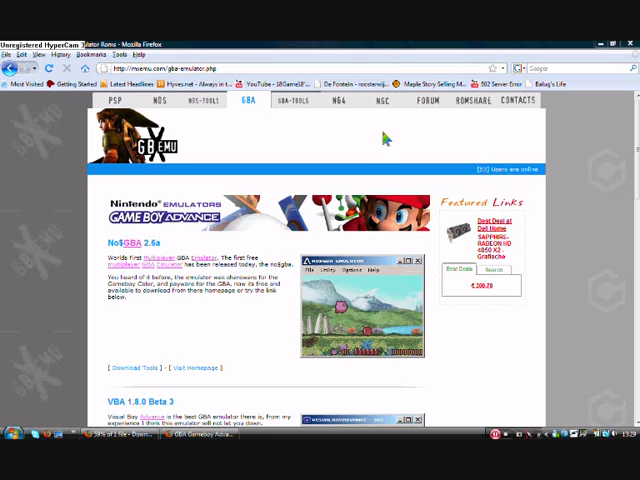 Unregistered HyperCam 3
ulator Roms - Mozilla Firefox
File Edit View History Bookmarks Tools Help
http://mxemu.com/gba-emulator.php
Google
Most Visited Getting Started Latest Headlines Hyves.net - Always in t... YouTube - 18Game18'... De Fontein - roosterwij... Maple Story Selling M... 502 Server Error Balug's Life
PSP NDS NDS-TOOLS GBA GBA-TOOLS N64 NGC FORUM ROMSHARE CONTACTS
GB EMU
Users are online
Nintendo EMULATORS
GAME BOY ADVANCE
Featured Links
Best Deal at
Dell Home
SAPPHIRE-
RADEON HD
4850 X2 -
Grafische
Best Deals Search
No$GBA 2.6a
Worlds first Multiplayer GBA Emulator. The first free
multiplayer GBA Emulator has been released today, the no$gba.
You heard of it before, the emulator was shareware for the
Gameboy Color, and payware for the GBA, now its free and
available to download from there homepage or try the link
below.
File Utility Options Help
[ Download Tools ] - [ Visit Homepage ]
VBA 1.8.0 Beta 3
Visual Boy Advance is the best GBA emulator there is, from my
experience I think this emulator will not let you down.
59% of 1 file - Down... GBA Gameboy Adva...
13:29